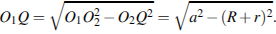 O₁Q = √(O₁O₂² − O₂Q²) = √(a² − (R + r)²).